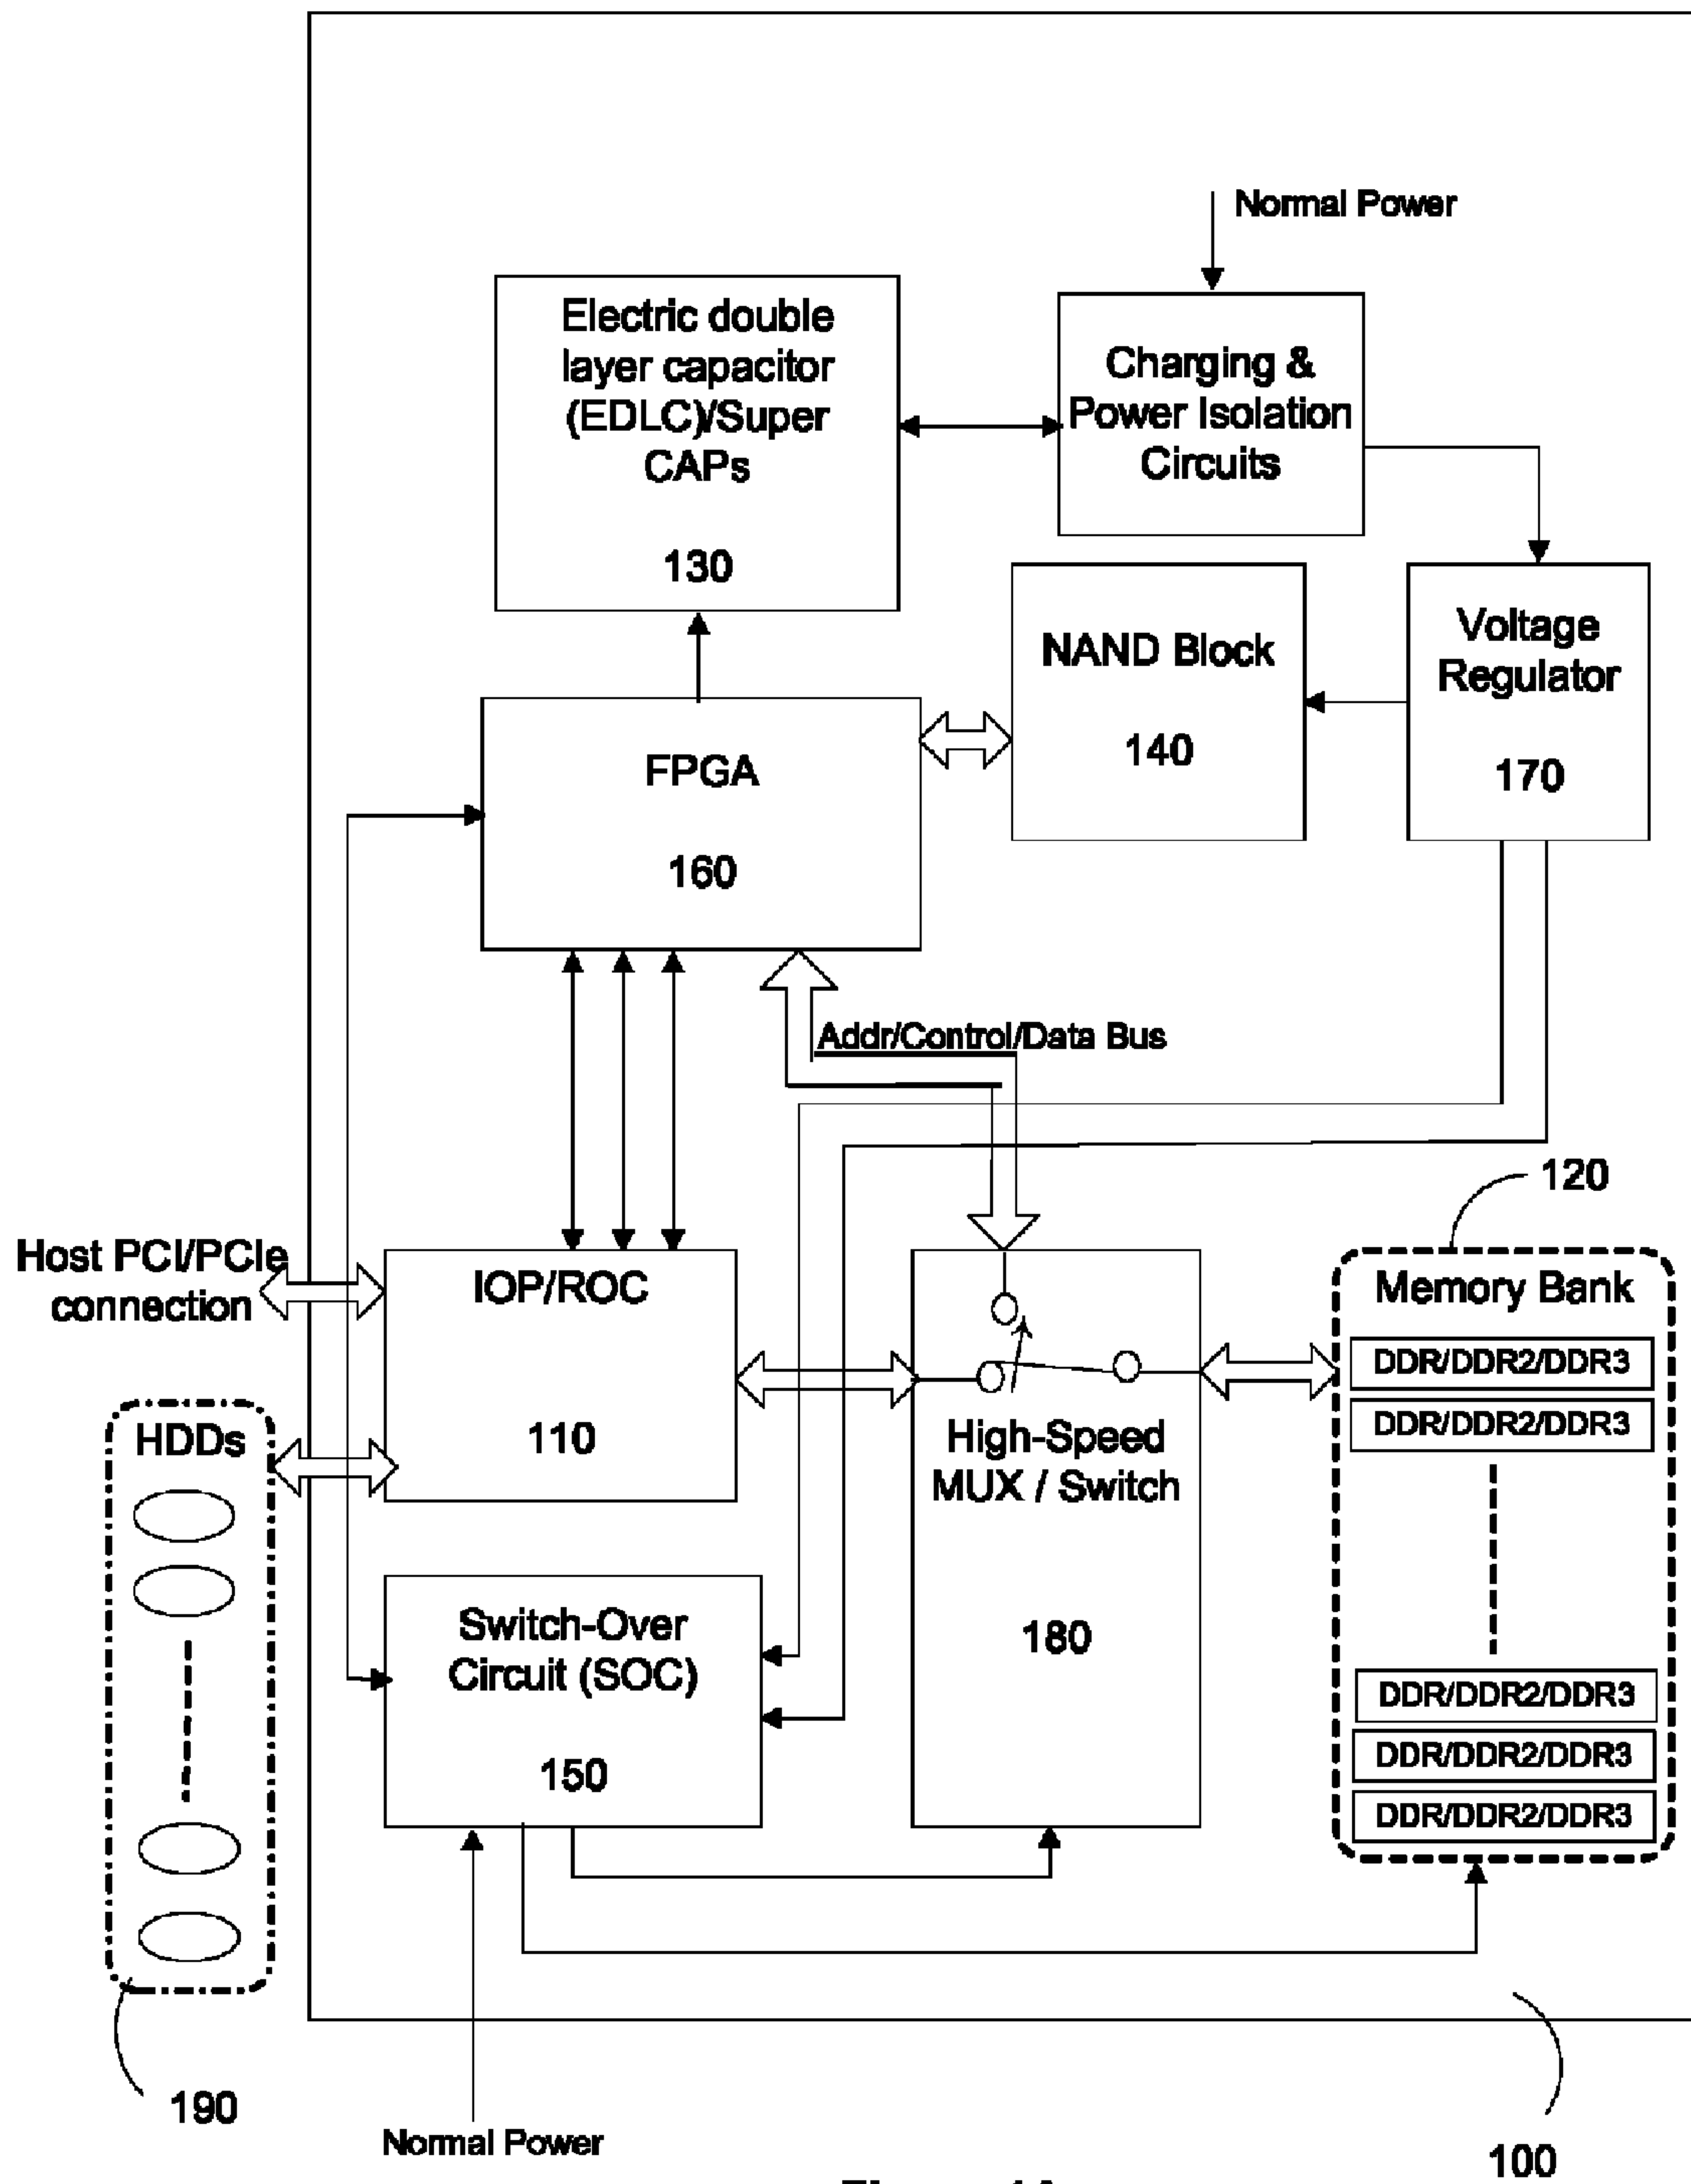 Normal Power
Electric double
layer capacitor
(EDLC)/Super
CAPs
130
Charging &
Power Isolation
Circuits
NAND Block
140
Voltage
Regulator
170
FPGA
160
Addr/Control/Data Bus
120
Host PCI/PCIe
connection
IOP/ROC
110
High-Speed
MUX / Switch
180
Memory Bank
DDR/DDR2/DDR3
DDR/DDR2/DDR3
DDR/DDR2/DDR3
DDR/DDR2/DDR3
DDR/DDR2/DDR3
HDDs
Switch-Over
Circuit (SOC)
150
190
Normal Power
100